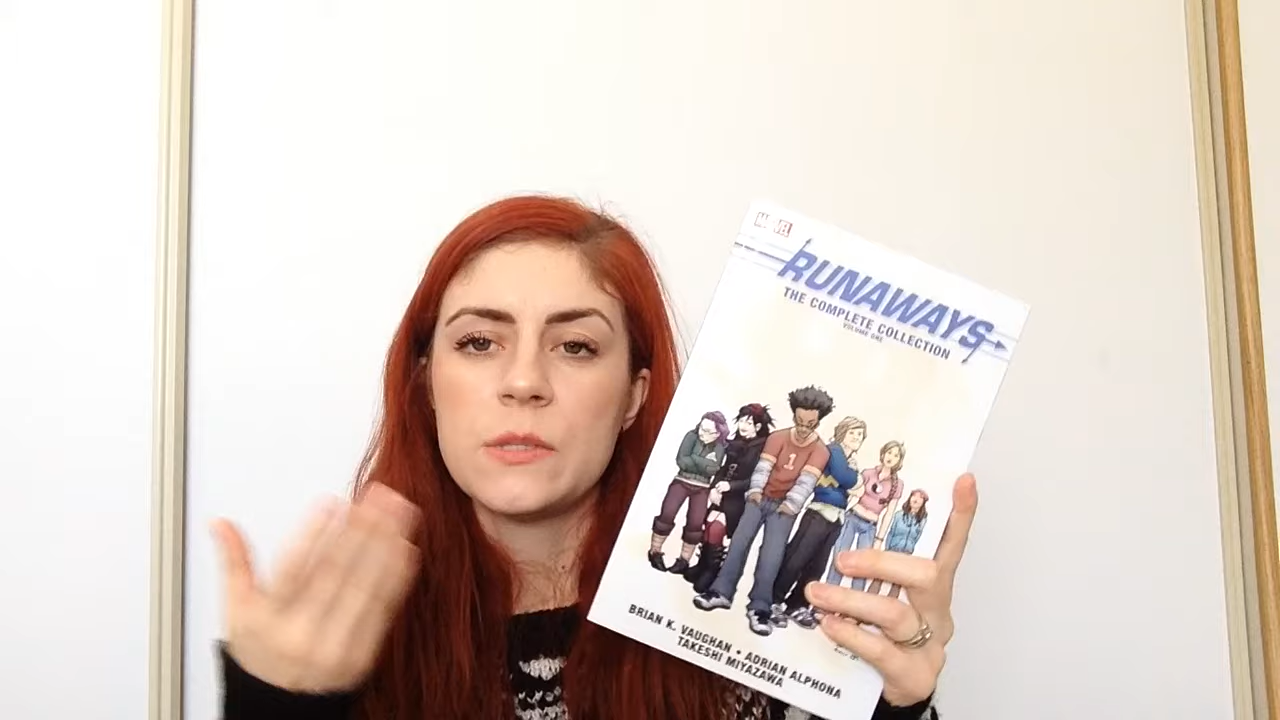 MARVEL
RUNAWAYS
THE COMPLETE COLLECTION
VOLUME ONE
1
BRIAN K. VAUGHAN • ADRIAN ALPHONA
TAKESHI MIYAZAWA